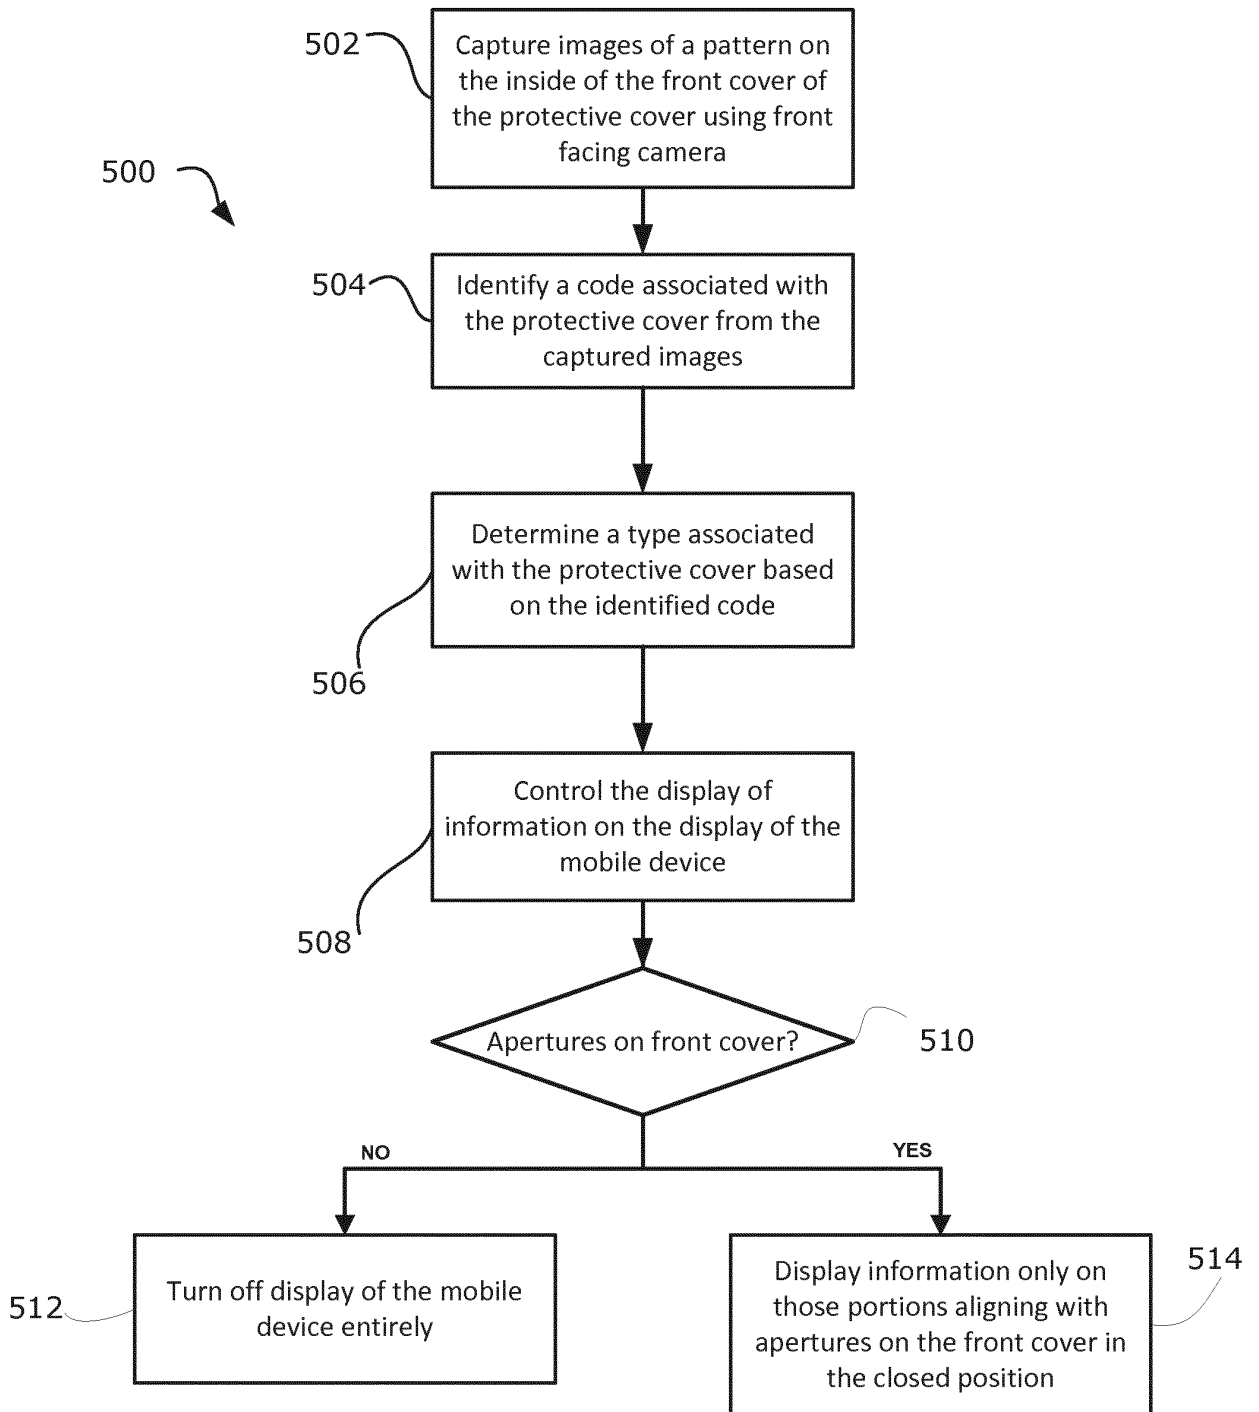 502
Capture images of a pattern on
the inside of the front cover of
the protective cover using front
facing camera
500
504
Identify a code associated with
the protective cover from the
captured images
Determine a type associated
with the protective cover based
on the identified code
506
Control the display of
information on the display of the
mobile device
508
Apertures on front cover?
510
NO
YES
512
Turn off display of the mobile
device entirely
Display information only on
those portions aligning with
apertures on the front cover in
the closed position
514